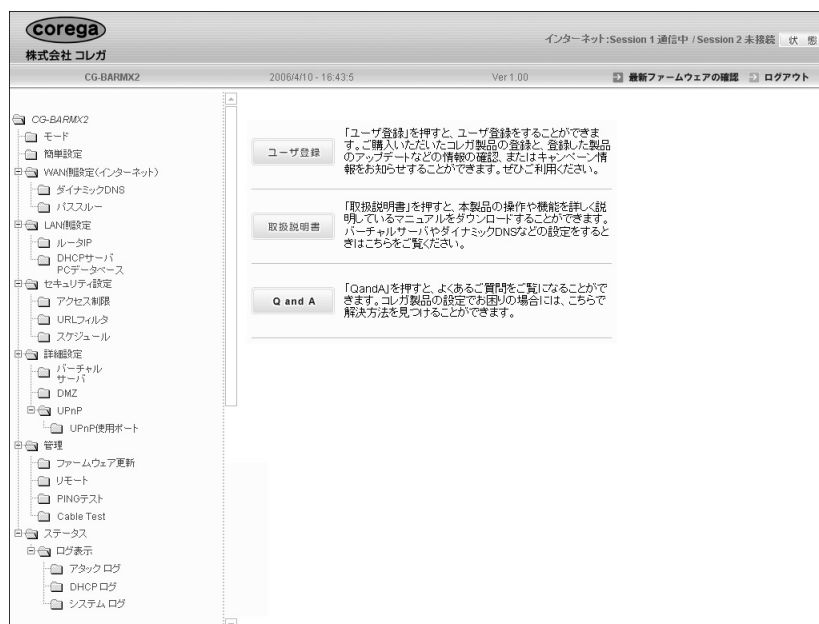 corega
株式会社 コレガ
インターネット:Session 1 通信中 / Session 2 未接続 状 態
CG-BARMX2 2006/4/10 - 16:43:5 Ver 1.00 最新ファームウェアの確認 ログアウト
CG-BARMX2
モード
簡単設定
WAN側設定(インターネット)
ダイナミックDNS
パススルー
LAN側設定
ルータIP
DHCPサーバ
PCデータベース
セキュリティ設定
アクセス制限
URLフィルタ
スケジュール
詳細設定
バーチャル
サーバ
DMZ
UPnP
UPnP使用ポート
管理
ファームウェア更新
リモート
PINGテスト
Cable Test
ステータス
ログ表示
アタック ログ
DHCP ログ
システム ログ
ユーザ登録
「ユーザ登録」を押すと、ユーザ登録をすることができま
す。ご購入いただいたコレガ製品の登録と、登録した製品
のアップデートなどの情報の確認、またはキャンペーン情
報をお知らせすることができます。ぜひご利用ください。
取扱説明書
「取扱説明書」を押すと、本製品の操作や機能を詳しく説
明しているマニュアルをダウンロードすることができます。
バーチャルサーバやダイナミックDNSなどの設定をすると
きはこちらをご覧ください。
Q and A
「QandA」を押すと、よくあるご質問をご覧になることがで
きます。コレガ製品の設定でお困りの場合には、こちらで
解決方法を見つけることができます。